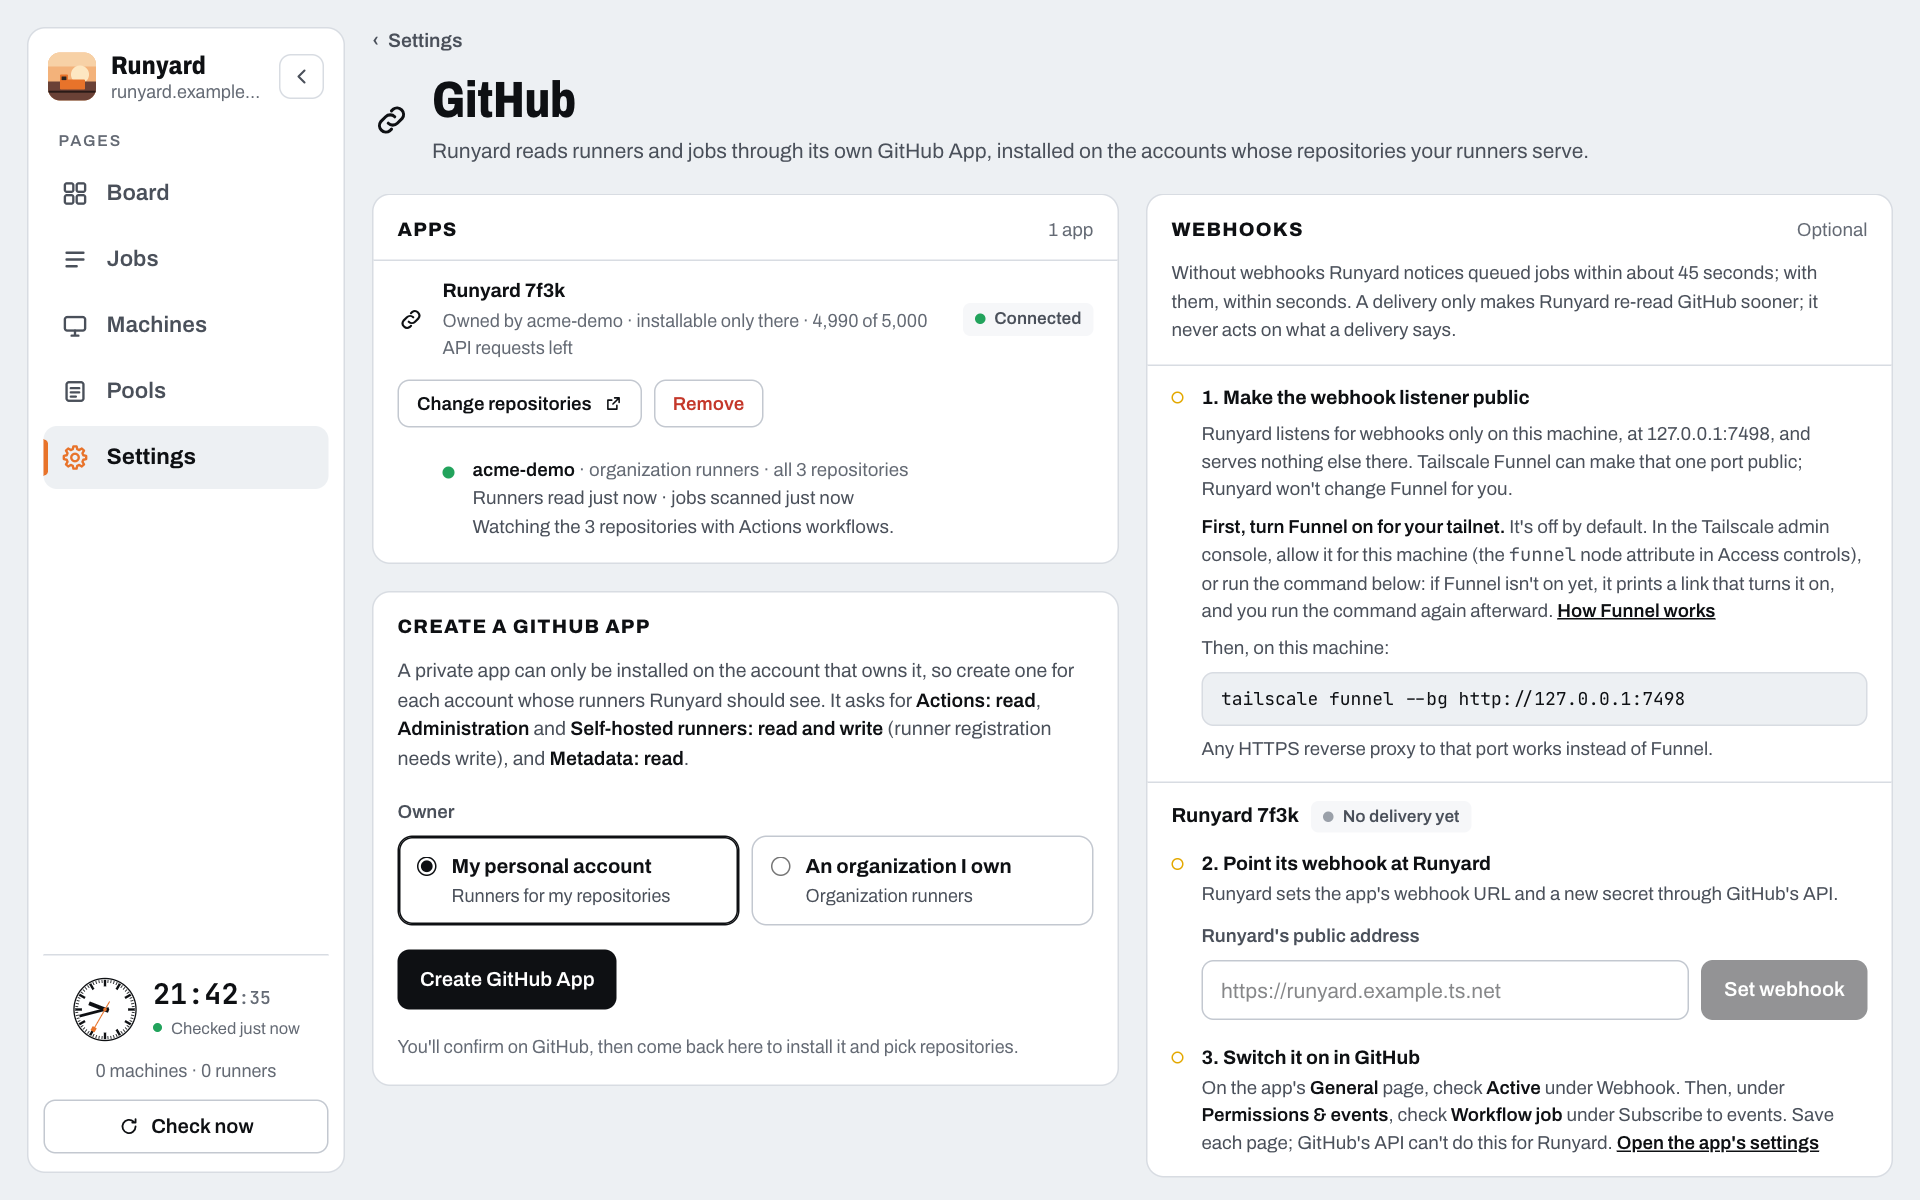 Runyard
runyard.example...
PAGES
Board
Jobs
Machines
Pools
Settings
21:42:35
Checked just now
0 machines · 0 runners
Check now
‹ Settings
GitHub
Runyard reads runners and jobs through its own GitHub App, installed on the accounts whose repositories your runners serve.
APPS
1 app
Runyard 7f3k
Owned by acme-demo · installable only there · 4,990 of 5,000
API requests left
Connected
Change repositories
Remove
acme-demo · organization runners · all 3 repositories
Runners read just now · jobs scanned just now
Watching the 3 repositories with Actions workflows.
CREATE A GITHUB APP
A private app can only be installed on the account that owns it, so create one for
each account whose runners Runyard should see. It asks for Actions: read,
Administration and Self-hosted runners: read and write (runner registration
needs write), and Metadata: read.
Owner
My personal account
Runners for my repositories
An organization I own
Organization runners
Create GitHub App
You'll confirm on GitHub, then come back here to install it and pick repositories.
WEBHOOKS
Optional
Without webhooks Runyard notices queued jobs within about 45 seconds; with
them, within seconds. A delivery only makes Runyard re-read GitHub sooner; it
never acts on what a delivery says.
1. Make the webhook listener public
Runyard listens for webhooks only on this machine, at 127.0.0.1:7498, and
serves nothing else there. Tailscale Funnel can make that one port public;
Runyard won't change Funnel for you.
First, turn Funnel on for your tailnet. It's off by default. In the Tailscale admin
console, allow it for this machine (the funnel node attribute in Access controls),
or run the command below: if Funnel isn't on yet, it prints a link that turns it on,
and you run the command again afterward. How Funnel works
Then, on this machine:
tailscale funnel --bg http://127.0.0.1:7498
Any HTTPS reverse proxy to that port works instead of Funnel.
Runyard 7f3k
No delivery yet
2. Point its webhook at Runyard
Runyard sets the app's webhook URL and a new secret through GitHub's API.
Runyard's public address
https://runyard.example.ts.net
Set webhook
3. Switch it on in GitHub
On the app's General page, check Active under Webhook. Then, under
Permissions & events, check Workflow job under Subscribe to events. Save
each page; GitHub's API can't do this for Runyard. Open the app's settings